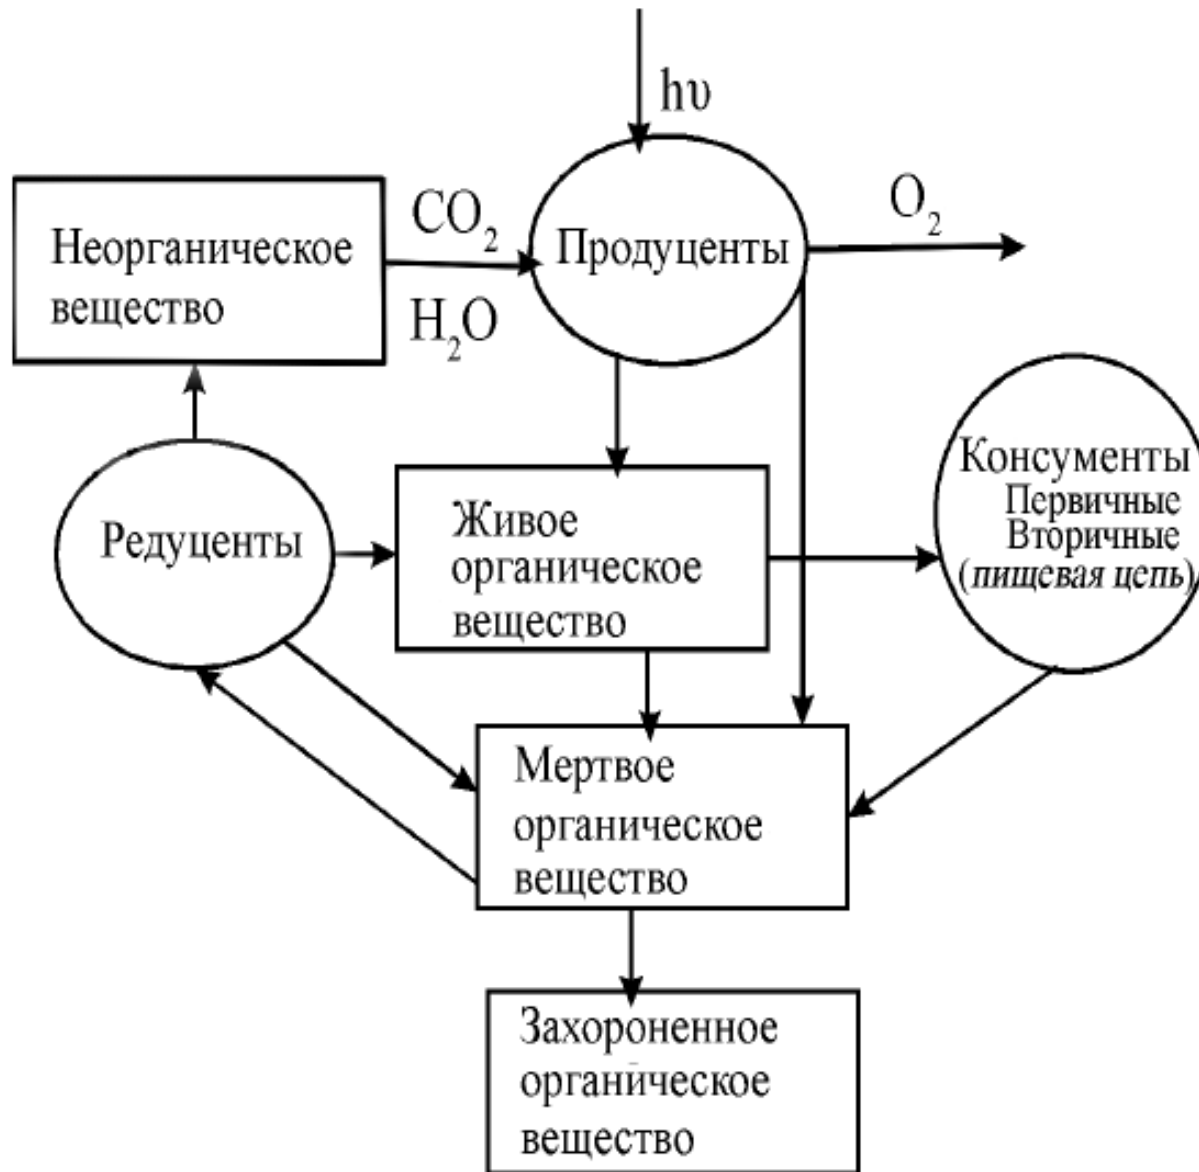 hυ
Неорганическое
вещество
CO₂
H₂O
Продуценты
O₂
Консументы
Первичные
Вторичные
(пищевая цепь)
Редуценты
Живое
органическое
вещество
Мертвое
органическое
вещество
Захороненное
органическое
вещество